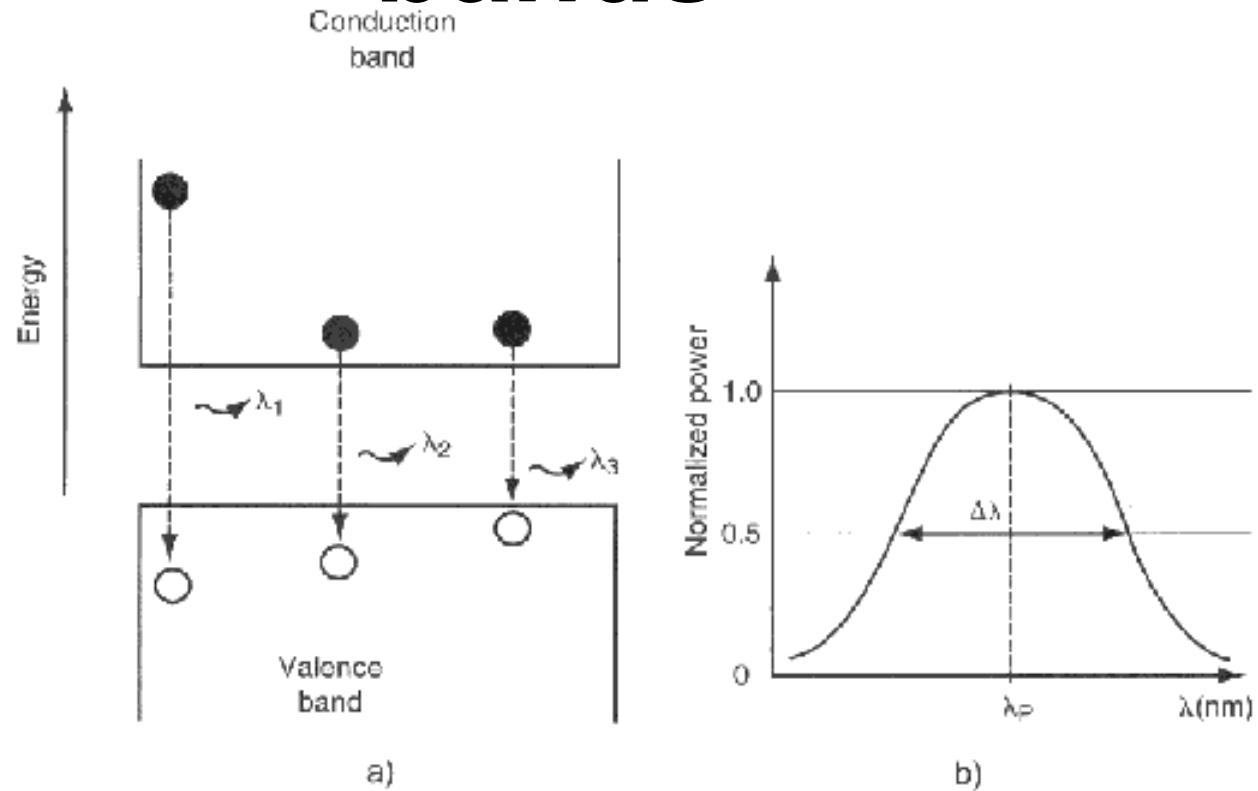 Conduction
band
Energy
λ1
λ2
λ3
Valence
band
a)
Normalized power
1.0
0.5
0
Δλ
λP
λ(nm)
b)